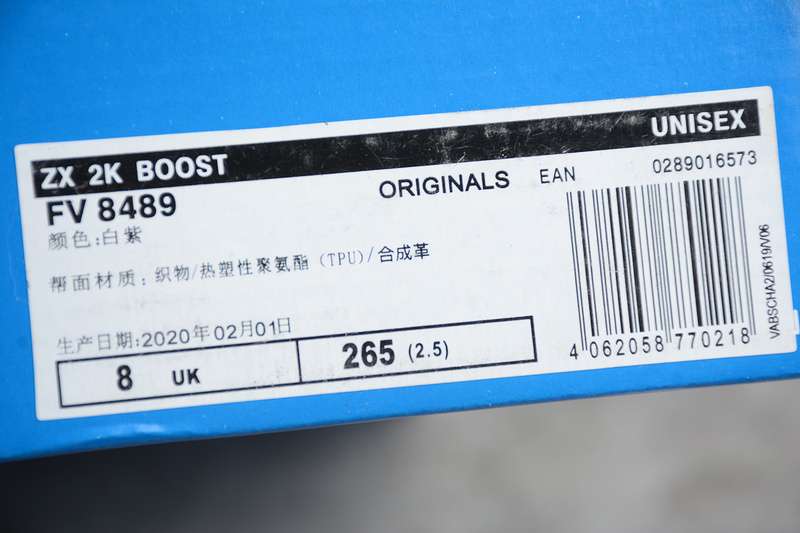 ZX 2K BOOST UNISEX
FV 8489 ORIGINALS EAN 0289016573
颜色:白紫
帮面材质: 织物/热塑性聚氨酯 (TPU)/合成革
生产日期:2020年02月01日
8 UK 265 (2.5)
4 062058 770218
VABSCHA2/0619/V06